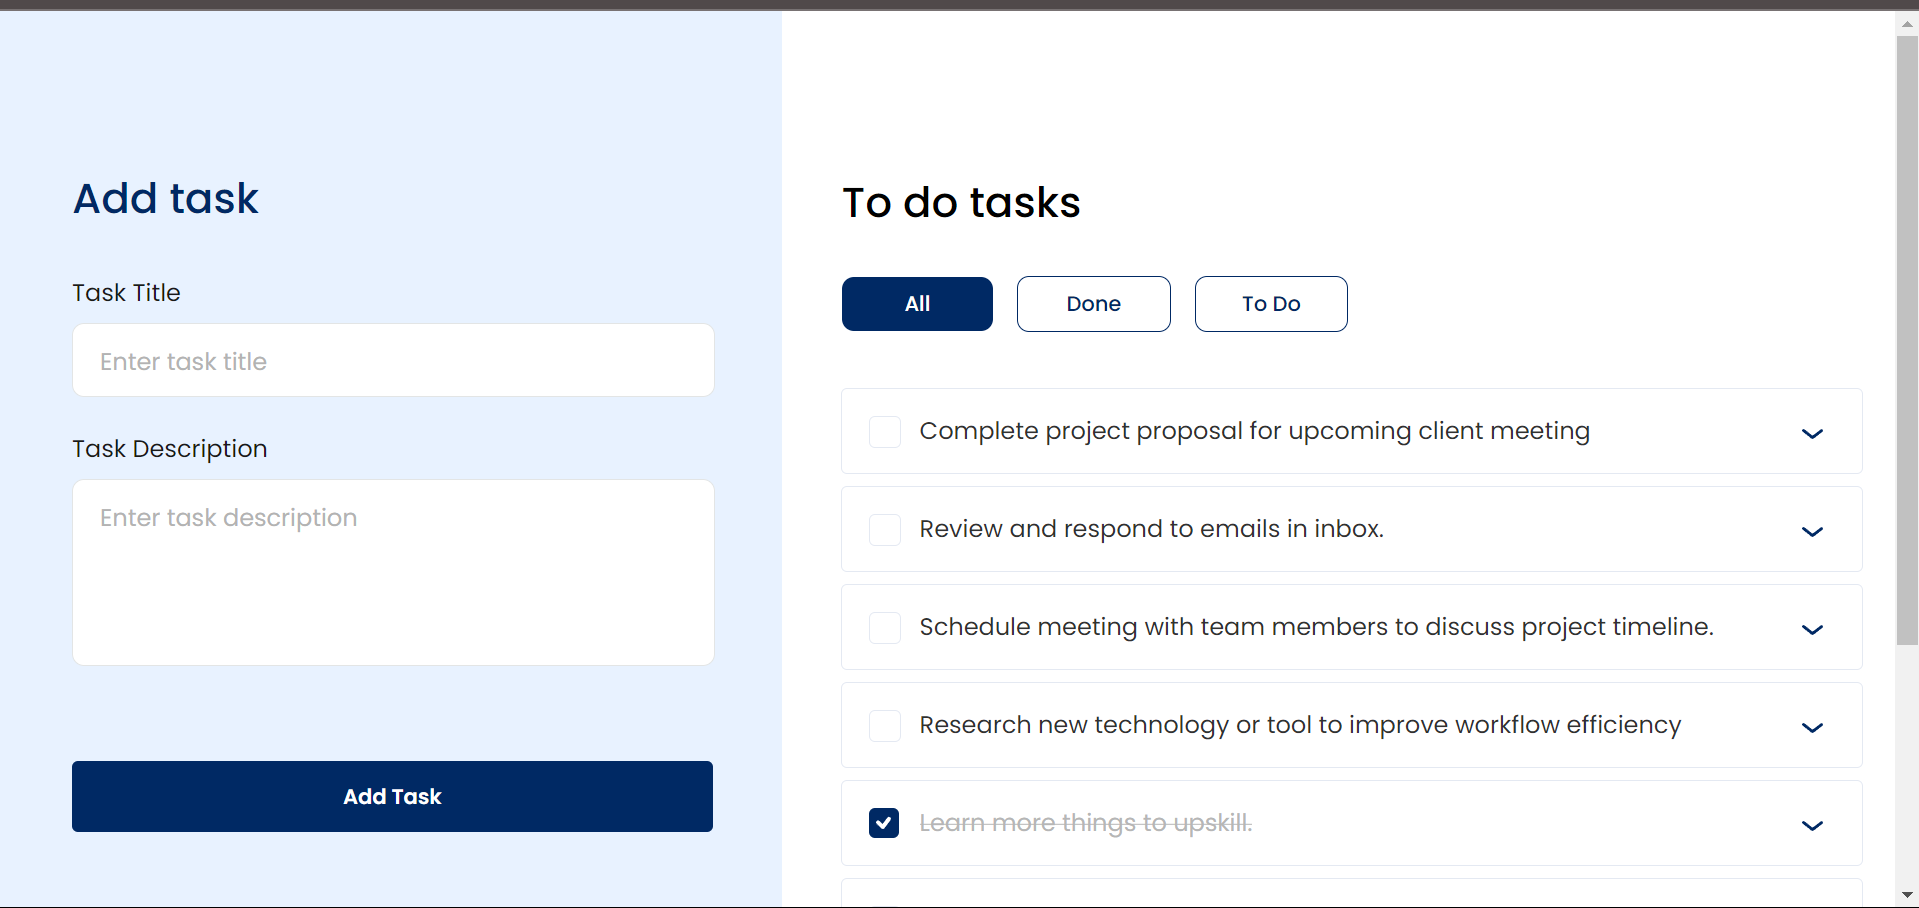 Add task
Task Title
Enter task title
Task Description
Enter task description
Add Task
To do tasks
All
Done
To Do
Complete project proposal for upcoming client meeting
Review and respond to emails in inbox.
Schedule meeting with team members to discuss project timeline.
Research new technology or tool to improve workflow efficiency
Learn more things to upskill.